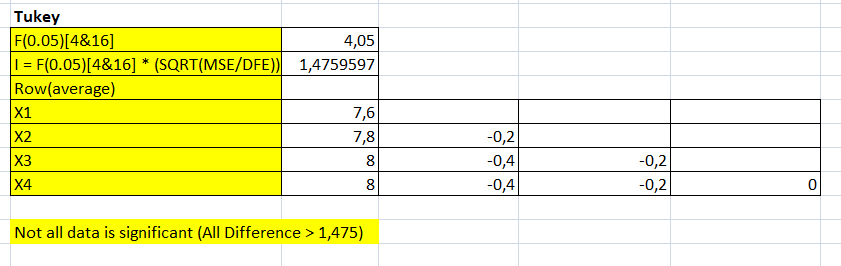 Tukey
F(0.05)[4&16] 4,05
I = F(0.05)[4&16] * (SQRT(MSE/DFE)) 1,4759597
Row(average)
X1 7,6
X2 7,8 -0,2
X3 8 -0,4 -0,2
X4 8 -0,4 -0,2 0
Not all data is significant (All Difference > 1,475)